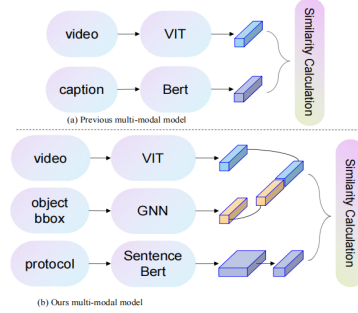 video
VIT
caption
Bert
Similarity Calculation
(a) Previous multi-modal model
video
VIT
object
bbox
GNN
protocol
Sentence
Bert
Similarity Calculation
(b) Ours multi-modal model